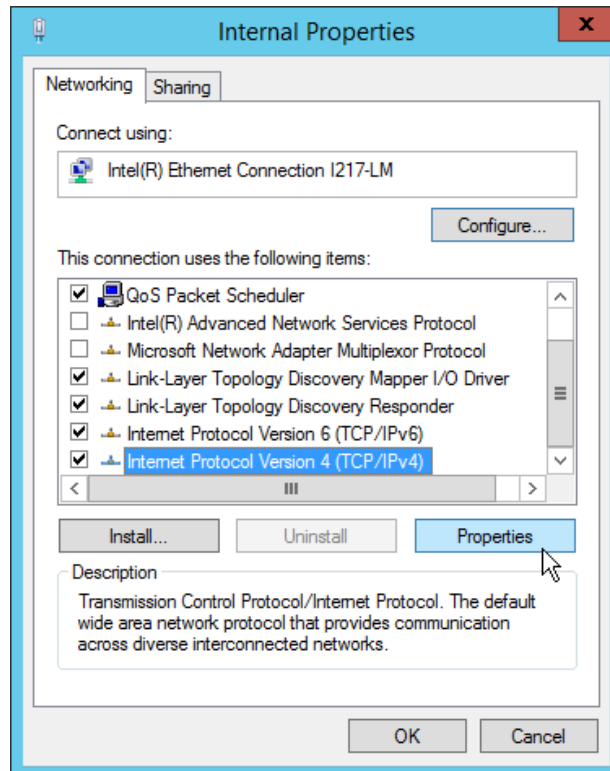 Internal Properties
x
Networking
Sharing
Connect using:
Intel(R) Ethernet Connection I217-LM
Configure...
This connection uses the following items:
QoS Packet Scheduler
Intel(R) Advanced Network Services Protocol
Microsoft Network Adapter Multiplexor Protocol
Link-Layer Topology Discovery Mapper I/O Driver
Link-Layer Topology Discovery Responder
Internet Protocol Version 6 (TCP/IPv6)
Internet Protocol Version 4 (TCP/IPv4)
Install...
Uninstall
Properties
Description
Transmission Control Protocol/Internet Protocol. The default
wide area network protocol that provides communication
across diverse interconnected networks.
OK
Cancel